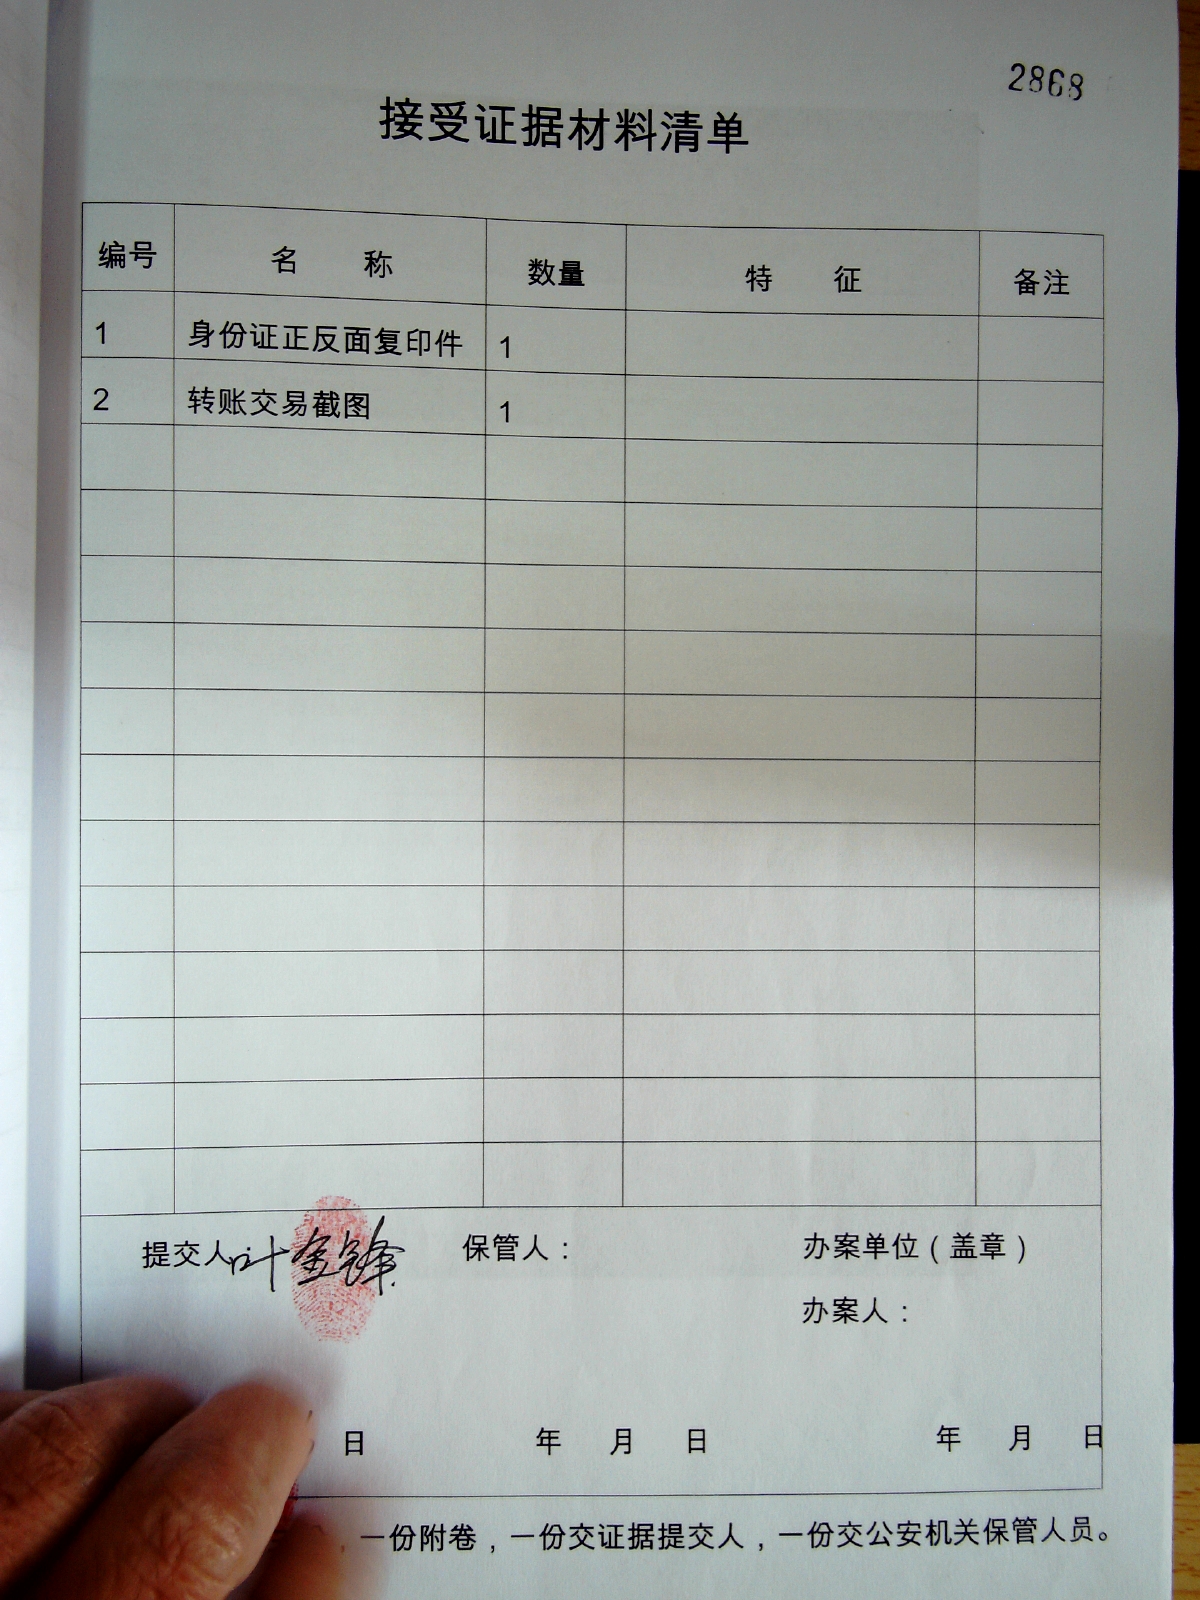 2868
接受证据材料清单
编号 名 称 数量 特 征 备注
1 身份证正反面复印件 1
2 转账交易截图 1
提交人叶金锋 保管人： 办案单位（盖章）
办案人：
日 年 月 日 年 月 日
，一份附卷，一份交证据提交人，一份交公安机关保管人员。